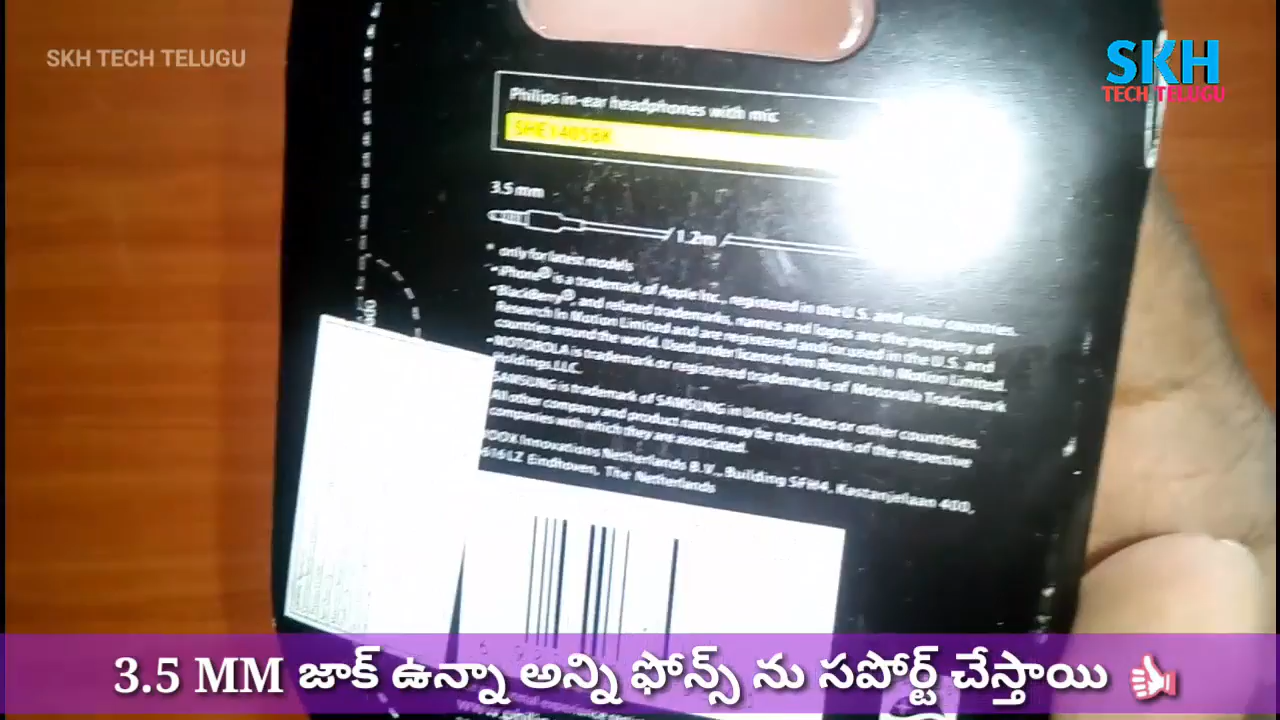 SKH TECH TELUGU
SKH
TECH TELUGU
Philips in-ear headphones with mic
3.5 mm
1.2m
* only for latest models
*iPhone® is a trademark of Apple Inc., registered in the U.S. and other countries.
*BlackBerry®, and related trademarks, names and logos are the property of
Research In Motion Limited and are registered and/or used in the U.S. and
countries around the world. Used under license form Research In Motion Limited.
*MOTOROLA is trademark or registered trademarks of Motorola Trademark
Holdings LLC.
SAMSUNG is trademark of SAMSUNG in United States or other countries.
All other company and product names may be trademarks of the respective
companies with which they are associated.
WOOX Innovations Netherlands B.V., Building SFH4, Kastanjelaan 400,
616 LZ Eindhoven, The Netherlands
3.5 MM జాక్ ఉన్నా అన్ని ఫోన్స్ ను సపోర్ట్ చేస్తాయి